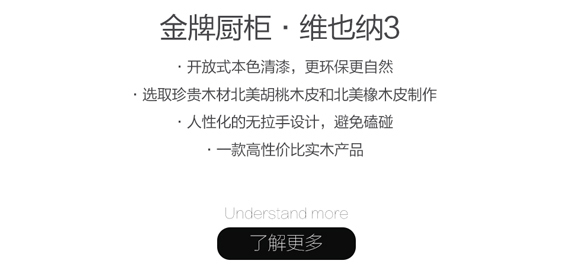 金牌厨柜·维也纳3
·开放式本色清漆，更环保更自然
·选取珍贵木材北美胡桃木皮和北美橡木皮制作
·人性化的无拉手设计，避免磕碰
·一款高性价比实木产品
Understand more
了解更多